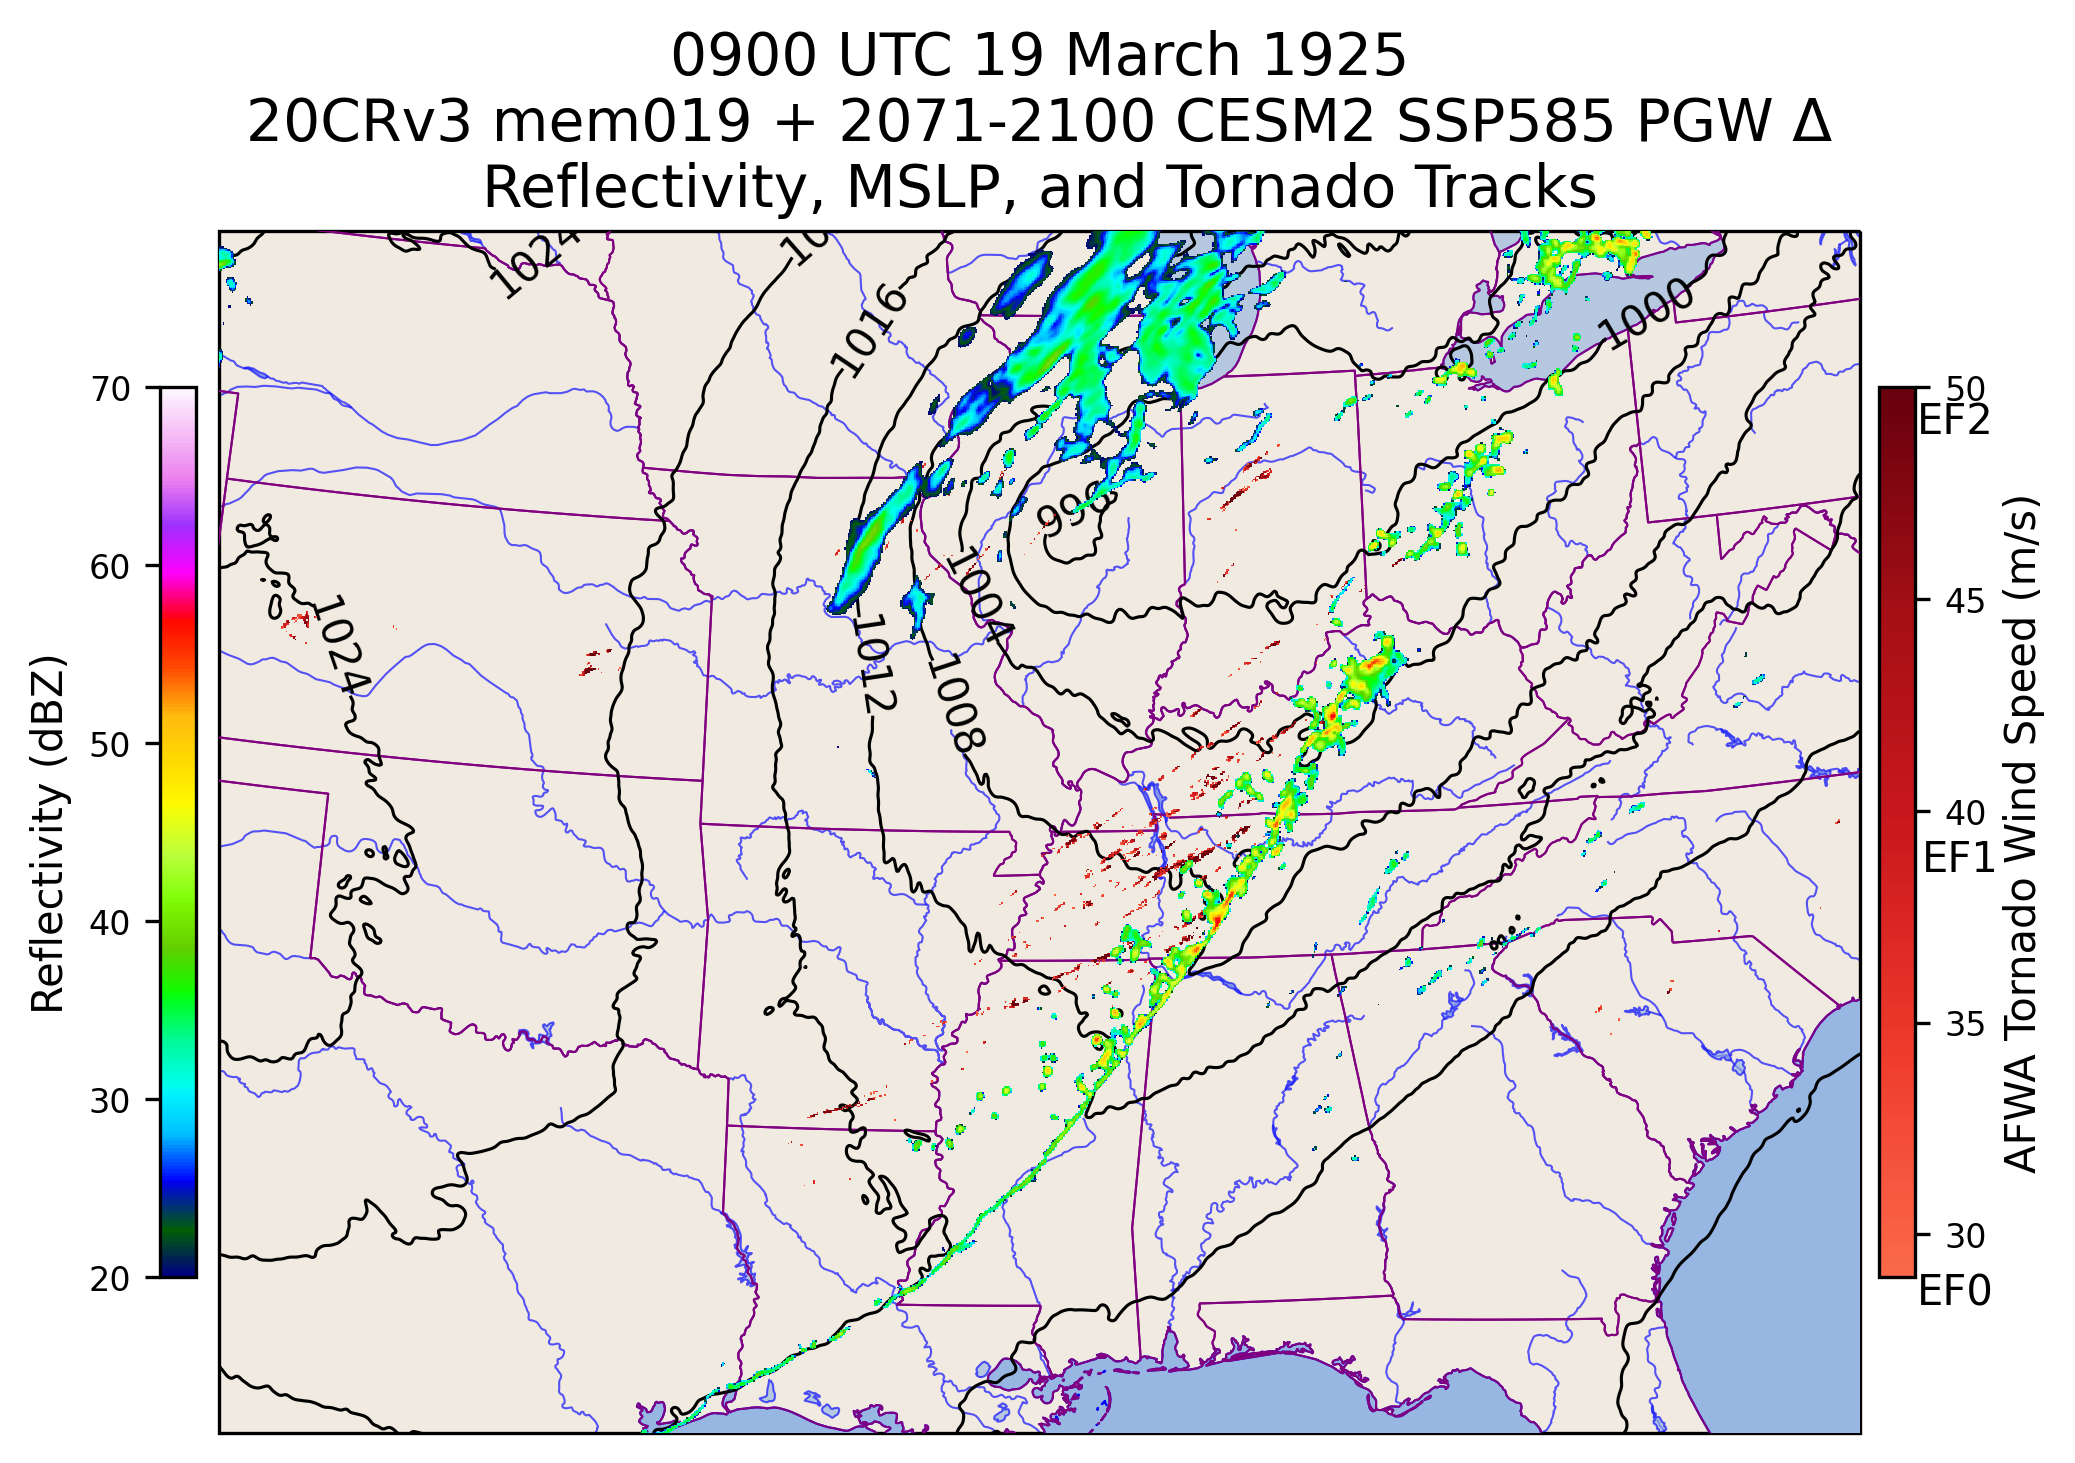 0900 UTC 19 March 1925
20CRv3 mem019 + 2071-2100 CESM2 SSP585 PGW Δ
Reflectivity, MSLP, and Tornado Tracks
1024
1016
1000
996
1004
1024
1012
1008
70
60
50
40
30
20
Reflectivity (dBZ)
50
EF2
45
40
EF1
35
30
EF0
AFWA Tornado Wind Speed (m/s)